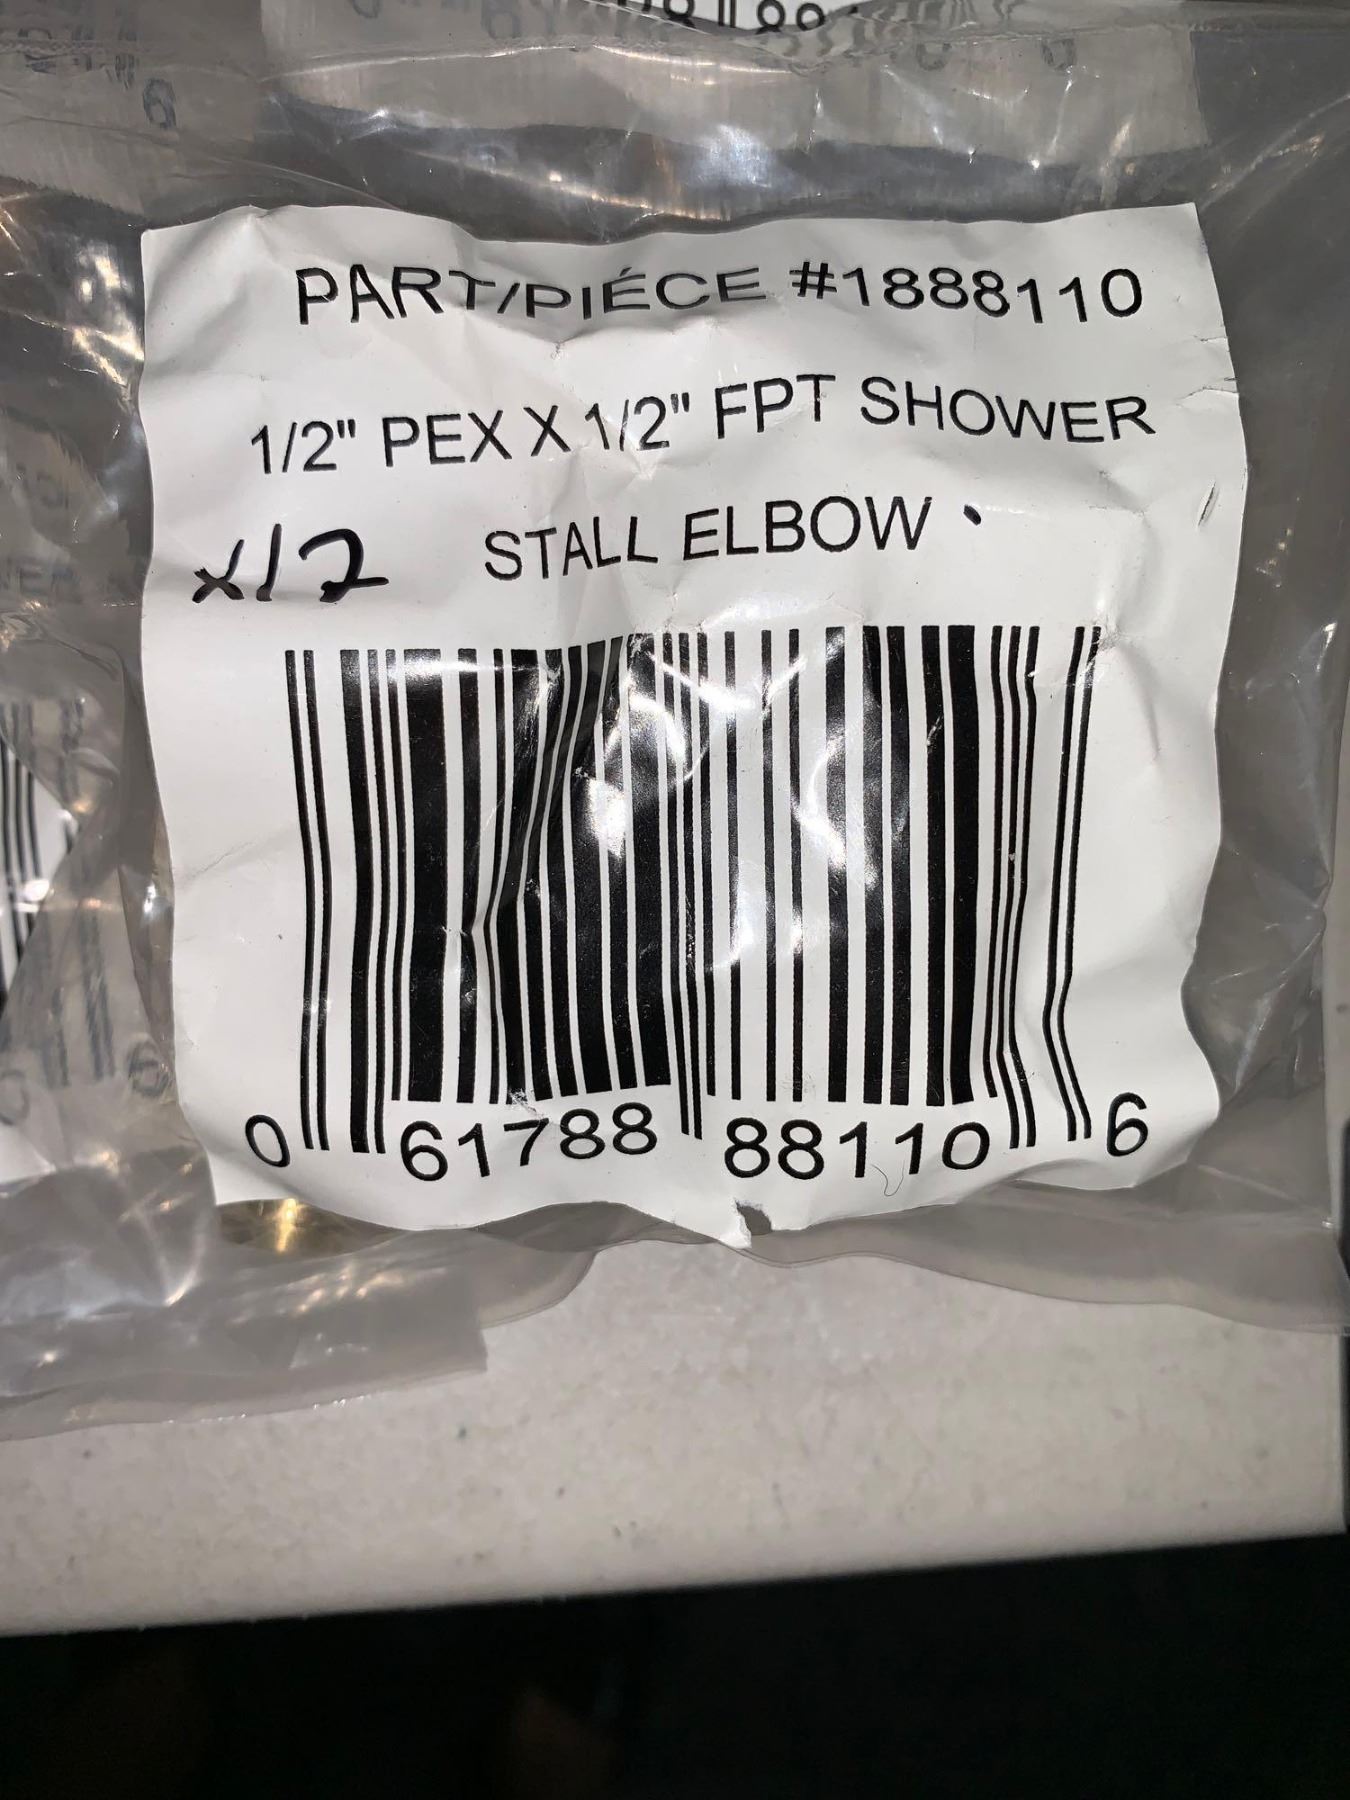 PART/PIÉCE #1888110
1/2" PEX X 1/2" FPT SHOWER
x12 STALL ELBOW
0 61788 88110 6